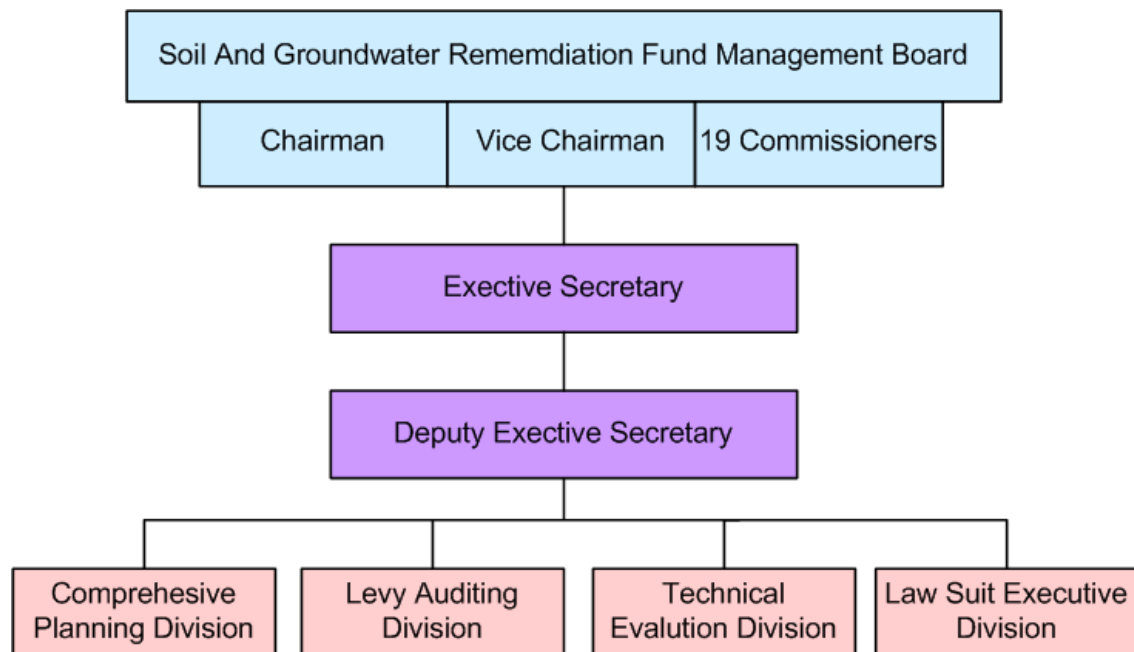 Soil And Groundwater Rememdiation Fund Management Board
Chairman
Vice Chairman
19 Commissioners
Exective Secretary
Deputy Exective Secretary
Comprehesive
Planning Division
Levy Auditing
Division
Technical
Evalution Division
Law Suit Executive
Division